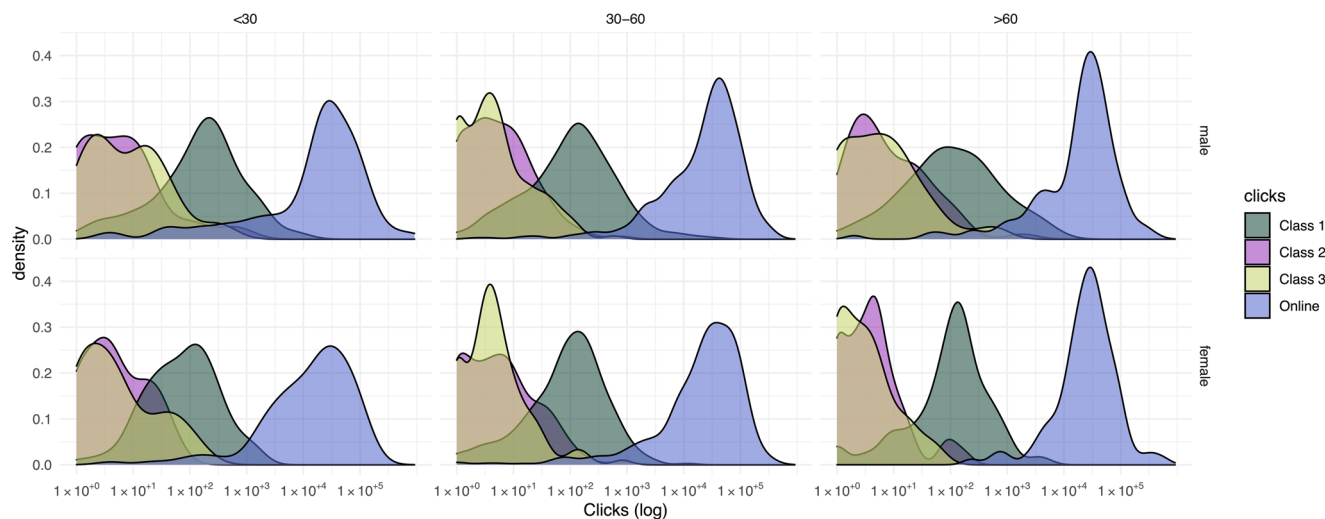 <30 30−60 >60
0.4
0.3
0.2
0.1
0.0
male
density
0.4
0.3
0.2
0.1
0.0
female
1 × 10⁺⁰ 1 × 10⁺¹ 1 × 10⁺² 1 × 10⁺³ 1 × 10⁺⁴ 1 × 10⁺⁵ 1 × 10⁺⁰ 1 × 10⁺¹ 1 × 10⁺² 1 × 10⁺³ 1 × 10⁺⁴ 1 × 10⁺⁵ 1 × 10⁺⁰ 1 × 10⁺¹ 1 × 10⁺² 1 × 10⁺³ 1 × 10⁺⁴ 1 × 10⁺⁵
Clicks (log)
clicks
Class 1
Class 2
Class 3
Online